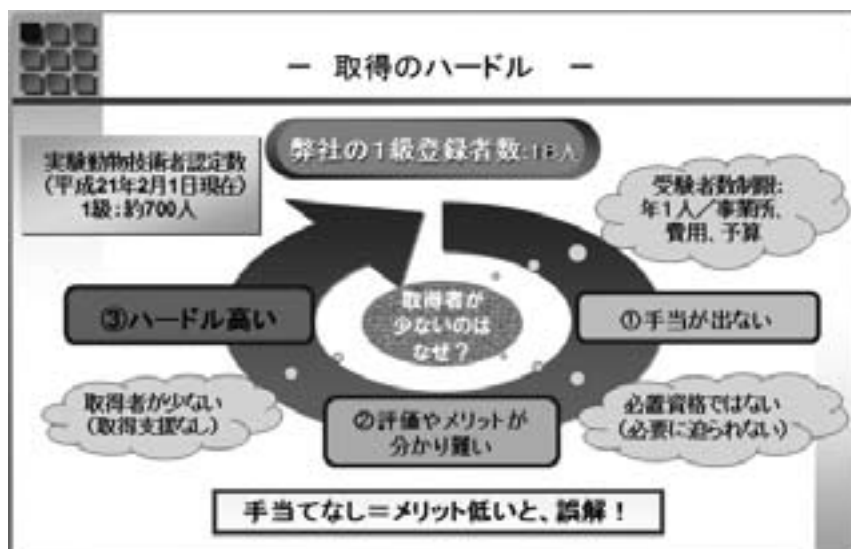 － 取得のハードル －
弊社の1級登録者数:18人
実験動物技術者認定数
（平成21年2月1日現在）
1級：約700人
受験者数制限:
年1人／事業所、
費用、予算
取得者が
少ないのは
なぜ？
①手当が出ない
必置資格ではない
（必要に迫られない）
②評価やメリットが
分かり難い
③ハードル高い
取得者が少ない
（取得支援なし）
手当てなし＝メリット低いと、誤解！